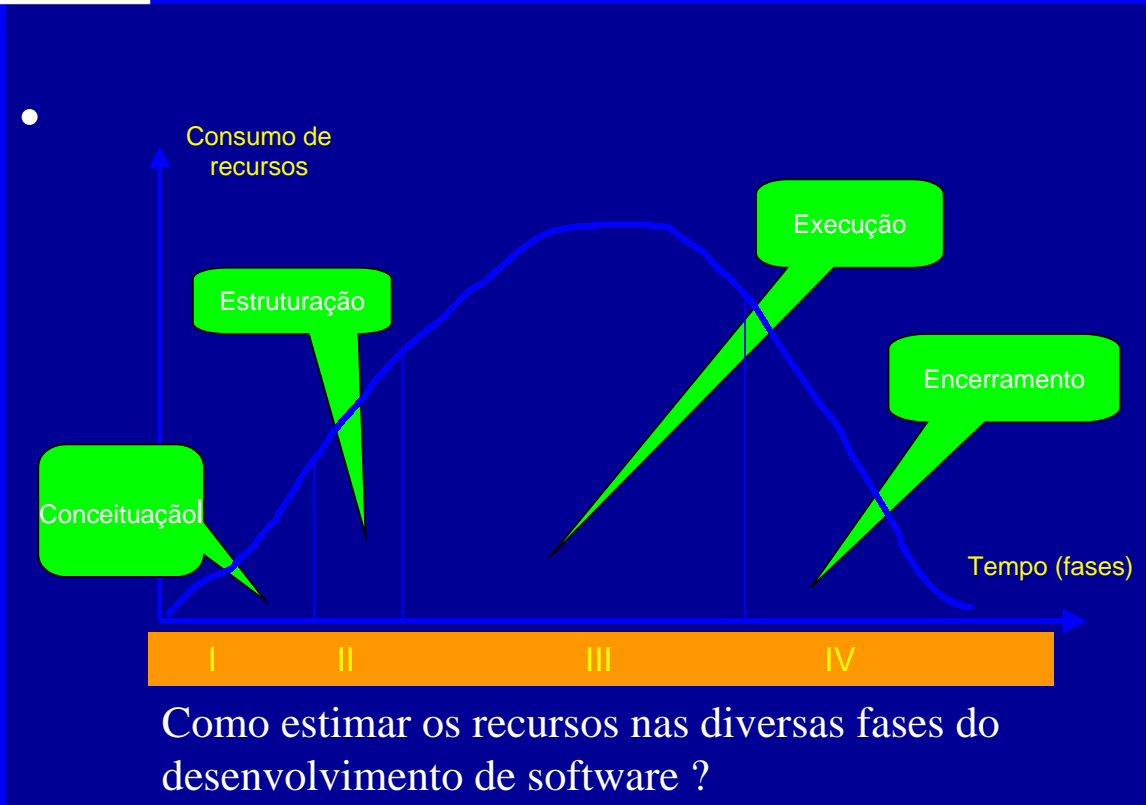 •
Consumo de
recursos
Execução
Estruturação
Encerramento
Conceituaçãol
Tempo (fases)
I II III IV
Como estimar os recursos nas diversas fases do
desenvolvimento de software ?